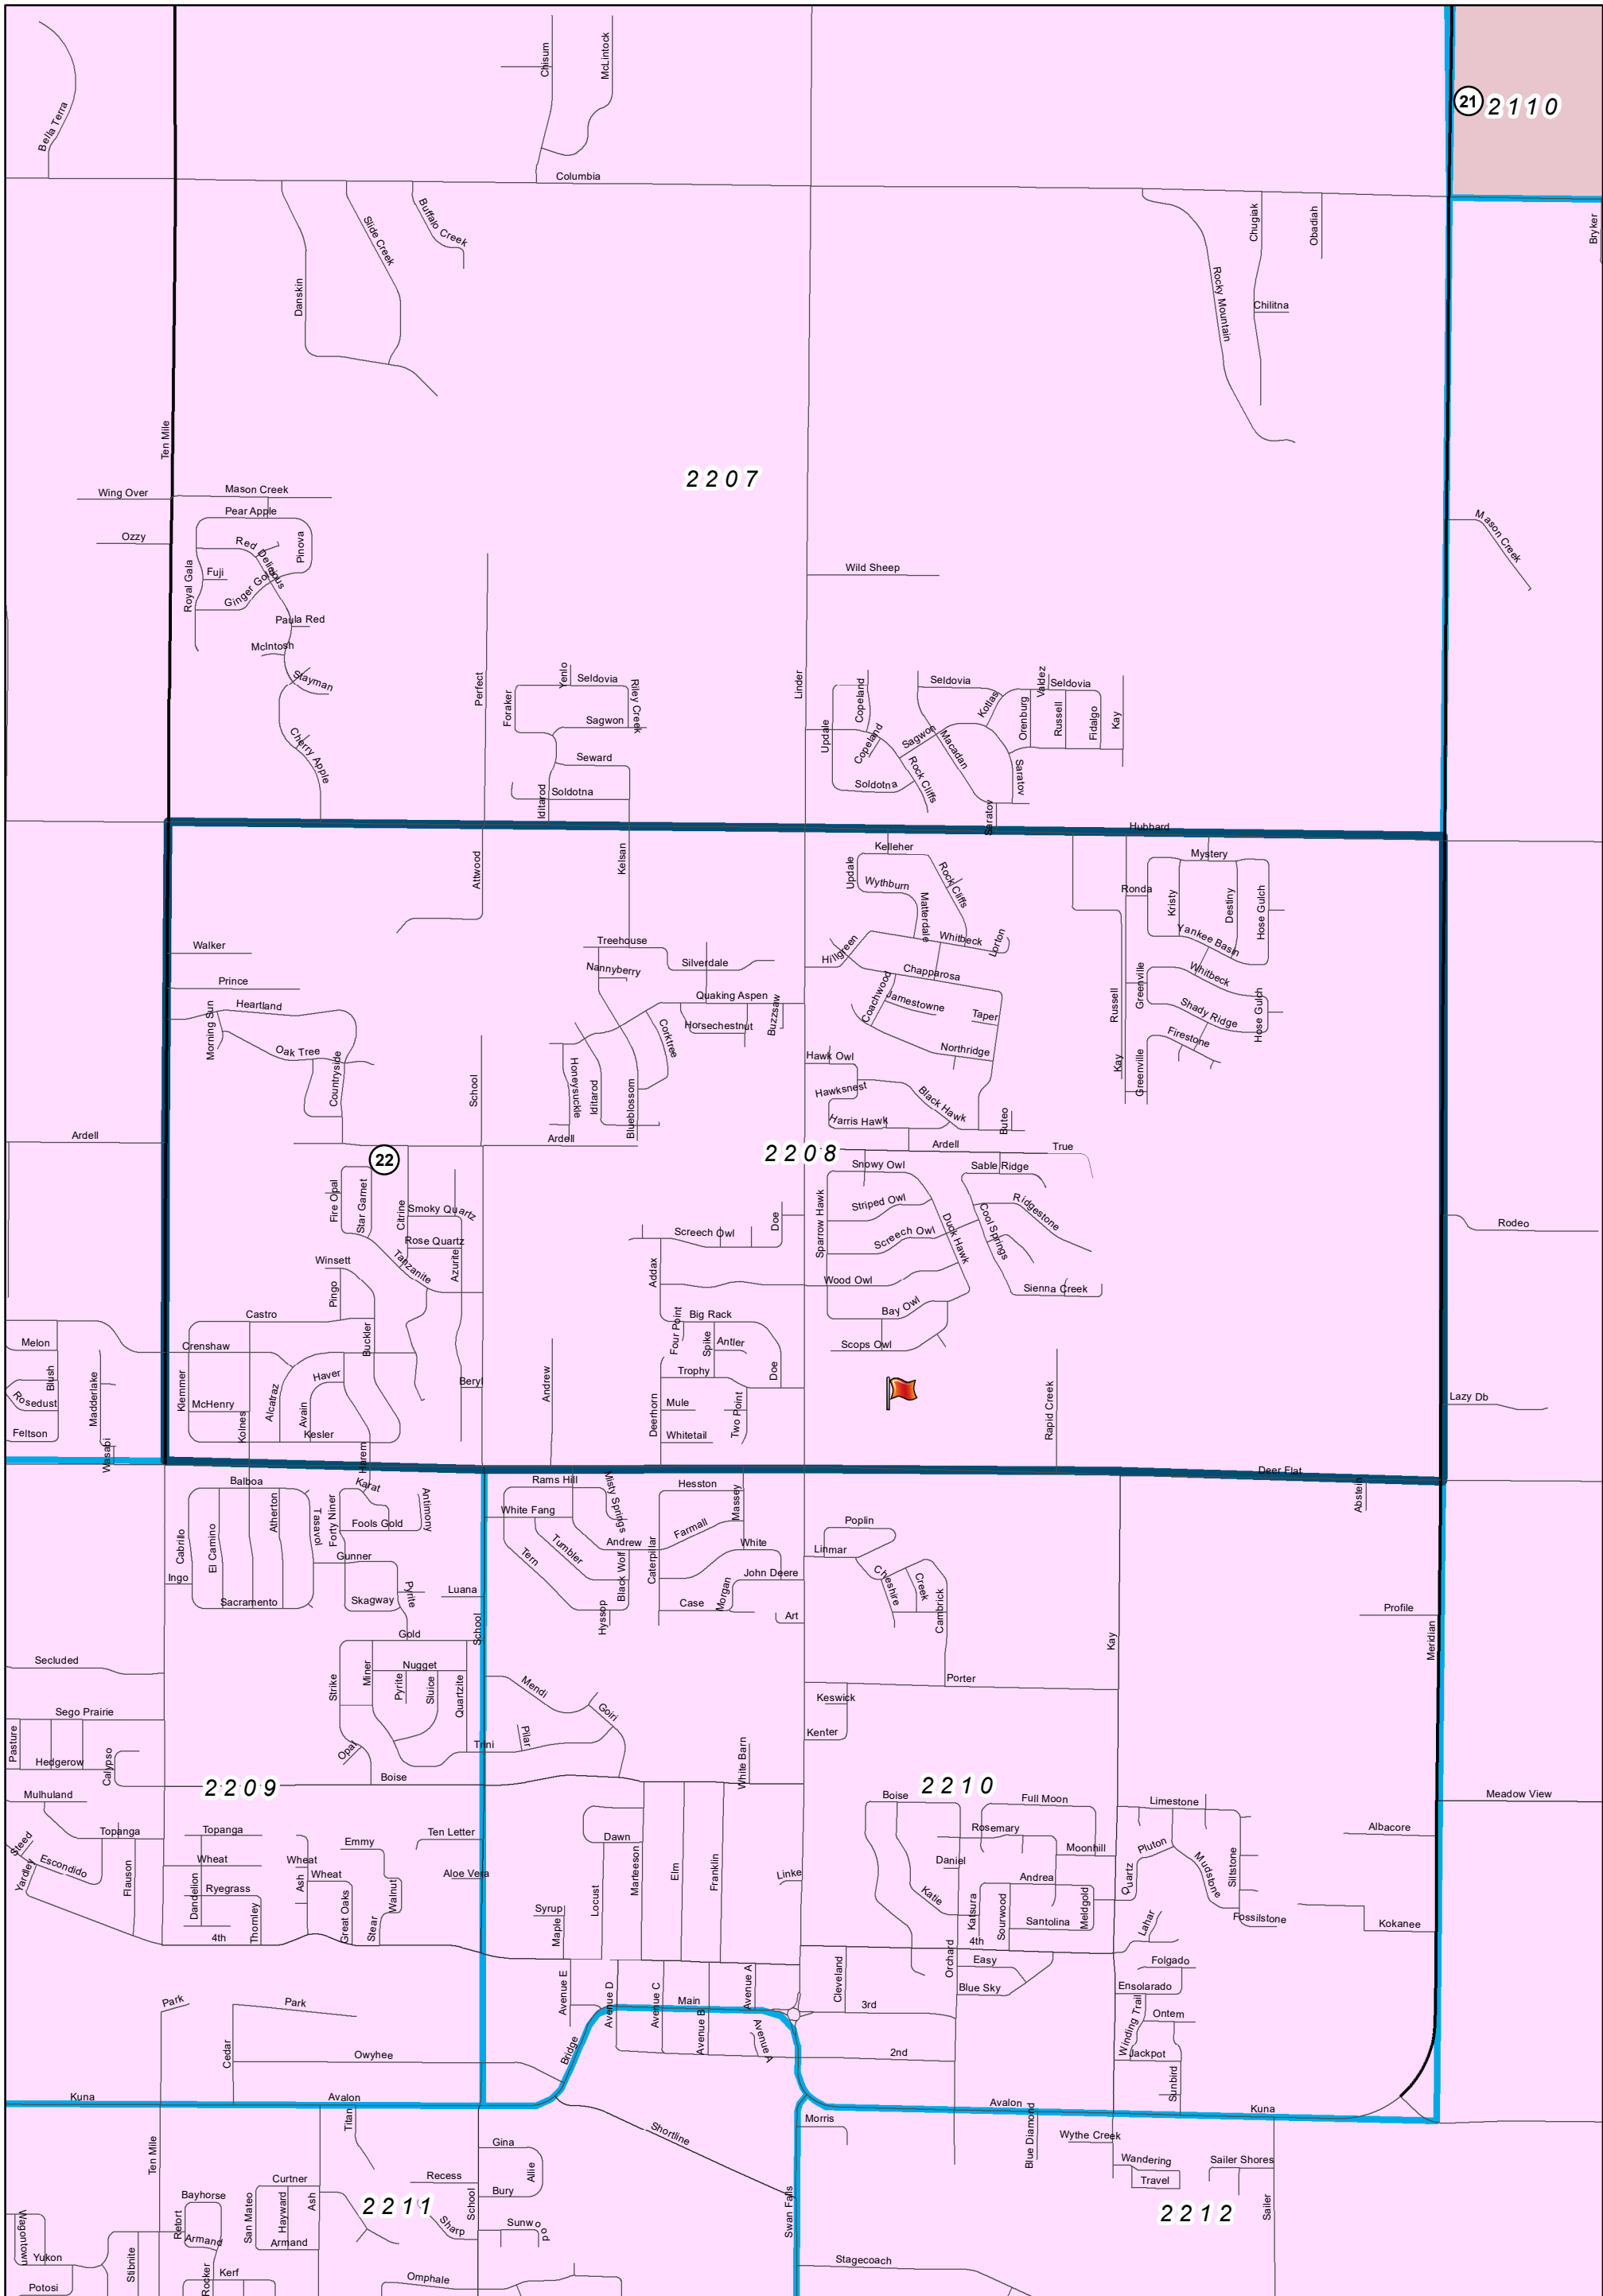 Chisum
McLintock
Bella Terra
21
2110
Columbia
Slide Creek
Buffalo Creek
Danskin
Rocky Mountain
Chugiak
Obadiah
Bryker
Chilitna
Ten Mile
2207
Wing Over
Mason Creek
Pear Apple
Ozzy
Red Delicious
Pinova
Royal Gala
Fuji
Ginger Gold
Mason Creek
Wild Sheep
Paula Red
McIntosh
Stayman
Cherry Apple
Perfect
Foraker
Yenlo
Seldovia
Riley Creek
Sagwon
Seward
Soldotna
Iditarod
Linder
Updale
Copeland
Copeland
Sagwon
Rock Cliffs
Soldotna
Seldovia
Kotlas
Macadan
Orenburg
Valdez
Seldovia
Russell
Fidalgo
Kay
Saratov
Saratov
Hubbard
Attwood
Kelsan
Kelleher
Updale
Wythburn
Matterdale
Rock Cliffs
Whitbeck
Lorton
Hillgreen
Chapparosa
Coachwood
Jamestowne
Taper
Northridge
Mystery
Ronda
Kristy
Destiny
Hose Gulch
Yankee Basin
Whitbeck
Greenville
Russell
Shady Ridge
Hose Gulch
Firestone
Kay
Greenville
Walker
Prince
Morning Sun
Heartland
Oak Tree
Countryside
School
Treehouse
Silverdale
Nannyberry
Quaking Aspen
Buzzsaw
Horsechestnut
Corktree
Honeysuckle
Iditarod
Blueblossom
Ardell
Hawk Owl
Hawksnest
Black Hawk
Harris Hawk
Buteo
Ardell
True
Ardell
22
2208
Fire Opal
Star Garnet
Citrine
Smoky Quartz
Rose Quartz
Tanzanite
Azurite
Winsett
Pingo
Screech Owl
Doe
Addax
Sparrow Hawk
Snowy Owl
Striped Owl
Screech Owl
Duck Hawk
Wood Owl
Bay Owl
Scops Owl
Sable Ridge
Ridgestone
Cool Springs
Sienna Creek
Rodeo
Castro
Crenshaw
Buckler
Klemmer
McHenry
Alcatraz
Haver
Avain
Kolnes
Kesler
Harem
Beryl
Andrew
Four Point
Big Rack
Spike
Antler
Trophy
Doe
Deerhorn
Mule
Two Point
Whitetail
Rapid Creek
Lazy Db
Melon
Blush
Rosedust
Feltson
Madderlake
Wasabi
Deer Flat
Abstein
Balboa
Karat
Antimony
Cabrillo
El Camino
Atherton
Tasavol
Forty Niner
Fools Gold
Gunner
Ingo
Sacramento
Skagway
Pyrite
Luana
School
Rams Hill
Misty Springs
White Fang
Tumbler
Tern
Andrew
Black Wolf
Hyssop
Hesston
Massey
Farmall
Caterpillar
White
John Deere
Morgan
Case
Art
Poplin
Linmar
Cheshire
Creek
Cambrick
Kay
Profile
Meridian
Secluded
Gold
Strike
Miner
Nugget
Pyrite
Sluice
Quartzite
Opal
Trini
Mendi
Goiri
Pilar
Porter
Keswick
Kenter
White Barn
Sego Prairie
Pasture
Hedgerow
Calypso
Boise
2209
2210
Mulhuland
Steed
Topanga
Escondido
Yardley
Flauson
Topanga
Wheat
Dandelion
Ryegrass
Thornley
4th
Wheat
Ash
Wheat
Great Oaks
Emmy
Walnut
Stear
Ten Letter
Aloe Vera
Dawn
Syrup
Maple
Locust
Marteeson
Elm
Franklin
Linke
Boise
Full Moon
Rosemary
Moonhill
Daniel
Katie
Andrea
Katsura
Sourwood
Meldgold
Santolina
Limestone
Pluton
Quartz
Mudstone
Siltstone
Fossilstone
Lahar
Meadow View
Albacore
Kokanee
Park
Park
Cedar
Owyhee
Avenue E
Avenue D
Avenue C
Main
Avenue B
Avenue A
Avenue A
Bridge
Cleveland
3rd
2nd
Orchard
4th
Easy
Blue Sky
Folgado
Ensolarado
Winding Trail
Ontem
Jackpot
Sunbird
Kuna
Avalon
Avalon
Kuna
Ten Mile
Titan
Shortline
Morris
Blue Diamond
Wythe Creek
Wandering
Travel
Sailer Shores
Sailer
Gina
Allie
Recess
Bury
School
Sharp
Sunwood
Curtner
Bayhorse
San Mateo
Hayward
Ash
Armand
Retort
Armand
2211
2212
Swan Falls
Wagontown
Yukon
Potosi
Stibnite
Rocker
Kerf
Omphale
Stagecoach